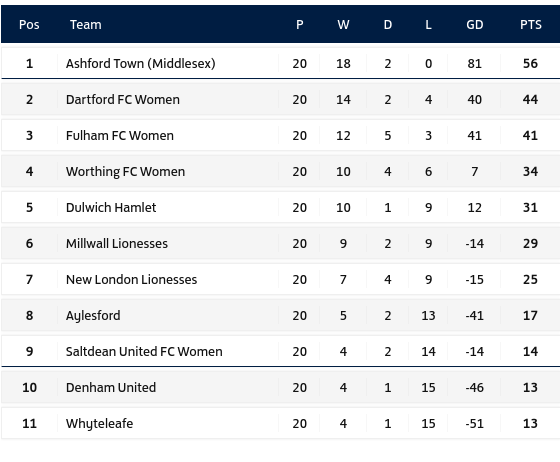 Pos Team P W D L GD PTS
1 Ashford Town (Middlesex) 20 18 2 0 81 56
2 Dartford FC Women 20 14 2 4 40 44
3 Fulham FC Women 20 12 5 3 41 41
4 Worthing FC Women 20 10 4 6 7 34
5 Dulwich Hamlet 20 10 1 9 12 31
6 Millwall Lionesses 20 9 2 9 -14 29
7 New London Lionesses 20 7 4 9 -15 25
8 Aylesford 20 5 2 13 -41 17
9 Saltdean United FC Women 20 4 2 14 -14 14
10 Denham United 20 4 1 15 -46 13
11 Whyteleafe 20 4 1 15 -51 13